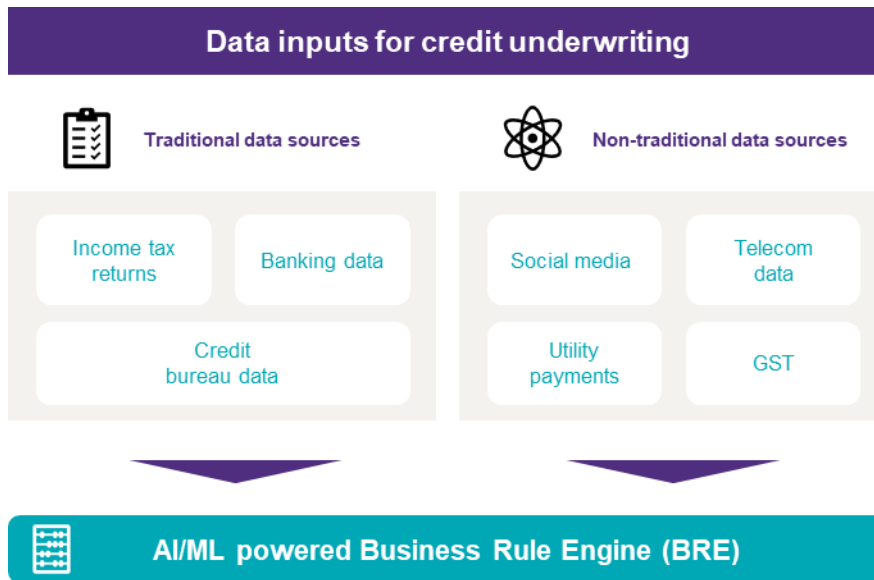 Data inputs for credit underwriting
Traditional data sources
Non-traditional data sources
Income tax
returns
Banking data
Credit
bureau data
Social media
Telecom
data
Utility
payments
GST
AI/ML powered Business Rule Engine (BRE)